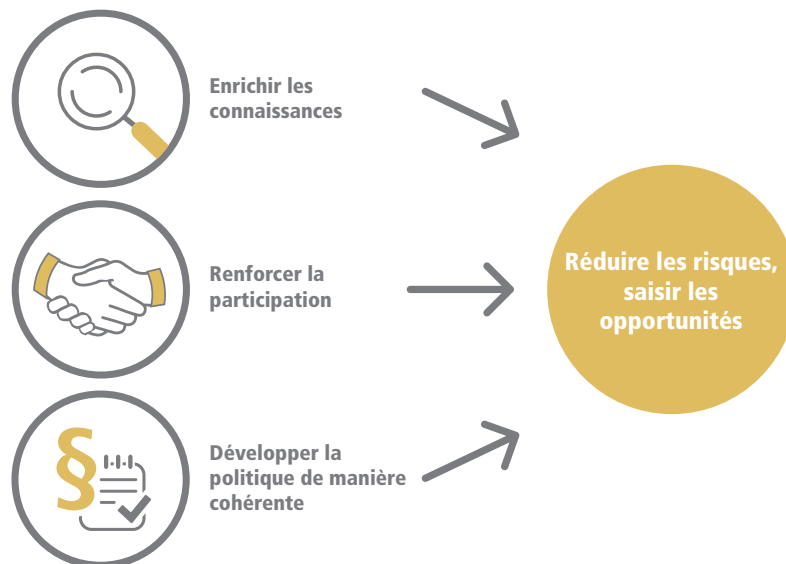 Enrichir les
connaissances
Renforcer la
participation
Développer la
politique de manière
cohérente
Réduire les risques,
saisir les
opportunités
§